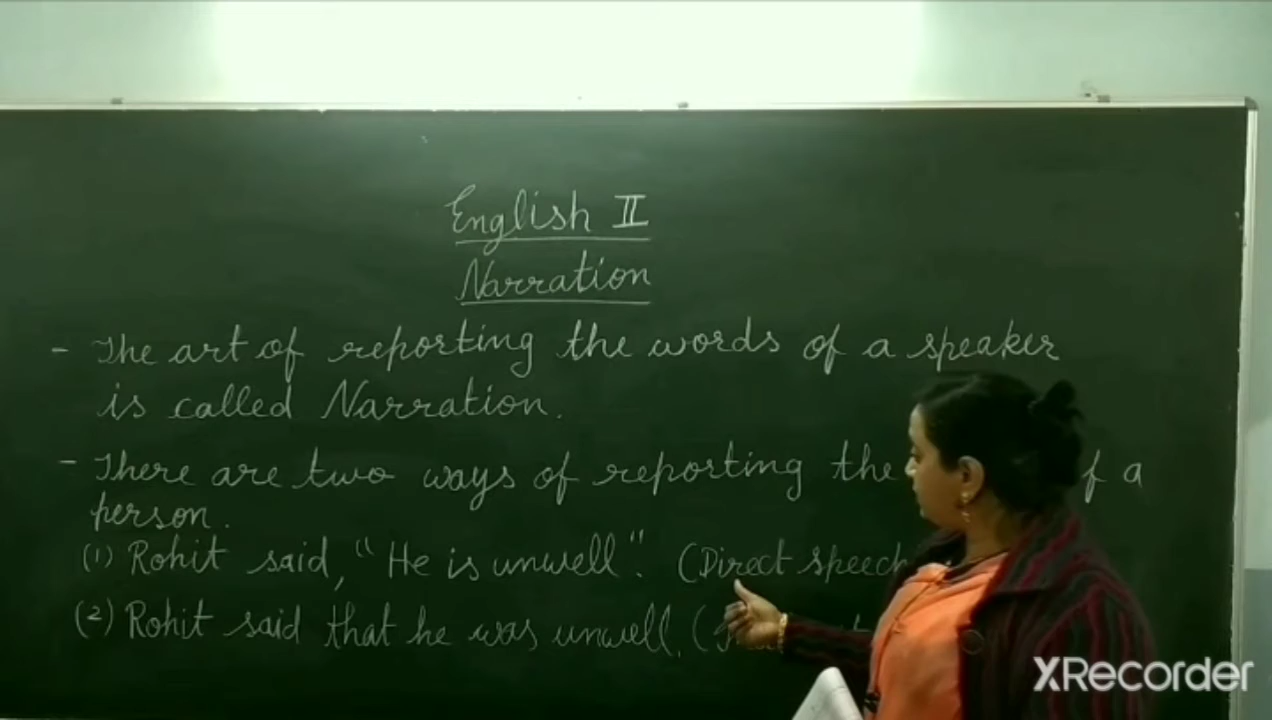 English II
Narration
- The art of reporting the words of a speaker
is called Narration.
- There are two ways of reporting the f a
person.
(1) Rohit said, "He is unwell". (Direct speech
(2) Rohit said that he was unwell. (
XRecorder